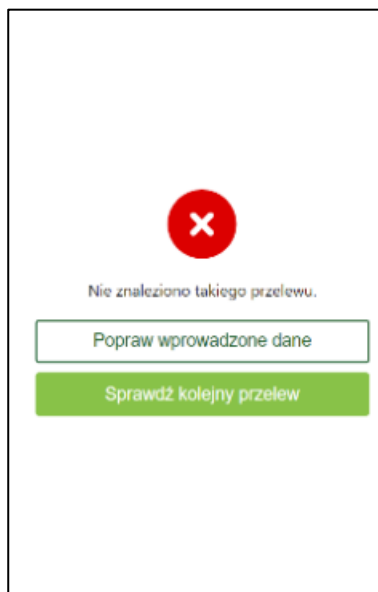 Nie znaleziono takiego przelewu.
Popraw wprowadzone dane
Sprawdź kolejny przelew